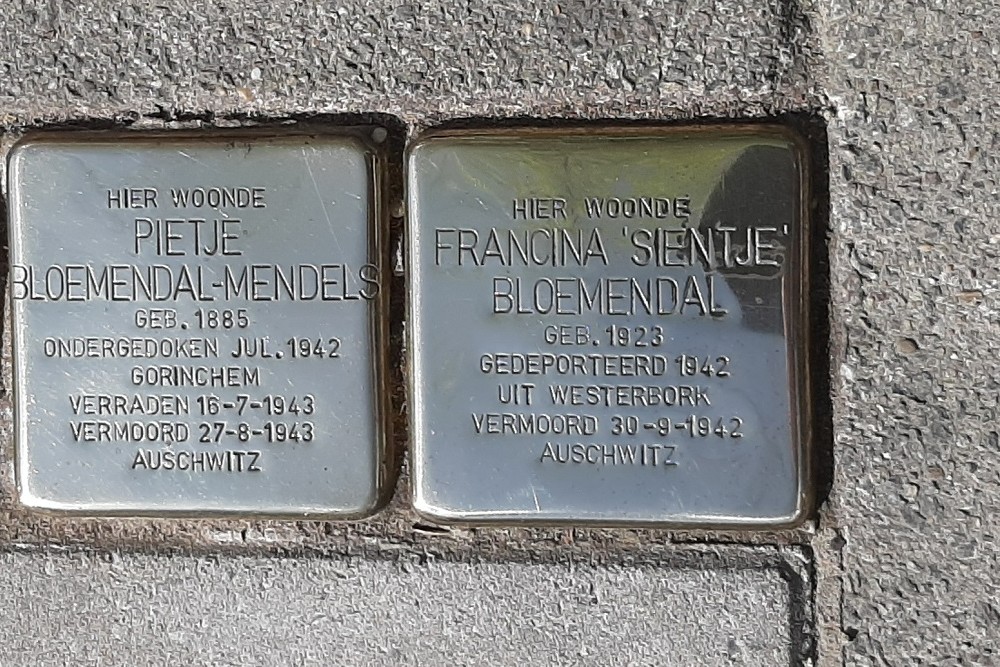 HIER WOONDE
PIETJE
BLOEMENDAL-MENDELS
GEB. 1885
ONDERGEDOKEN JUL. 1942
GORINCHEM
VERRADEN 16-7-1943
VERMOORD 27-8-1943
AUSCHWITZ
HIER WOONDE
FRANCINA 'SIENTJE'
BLOEMENDAL
GEB. 1923
GEDEPORTEERD 1942
UIT WESTERBORK
VERMOORD 30-9-1942
AUSCHWITZ